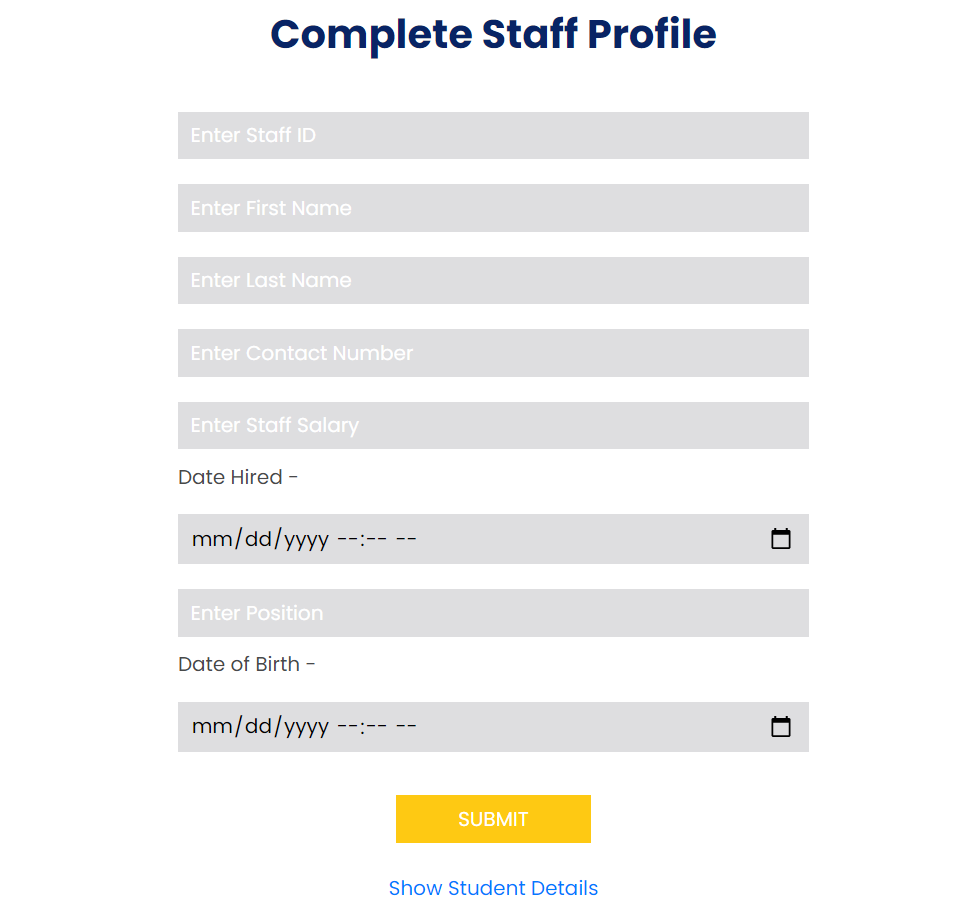 Complete Staff Profile
Enter Staff ID
Enter First Name
Enter Last Name
Enter Contact Number
Enter Staff Salary
Date Hired -
mm/dd/yyyy --:-- --
Enter Position
Date of Birth -
mm/dd/yyyy --:-- --
SUBMIT
Show Student Details